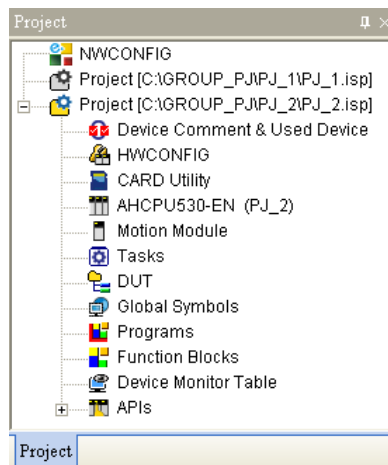 Project
NWCONFIG
Project [C:\GROUP_PJ\PJ_1\PJ_1.isp]
Project [C:\GROUP_PJ\PJ_2\PJ_2.isp]
Device Comment & Used Device
HWCONFIG
CARD Utility
AHCPU530-EN (PJ_2)
Motion Module
Tasks
DUT
Global Symbols
Programs
Function Blocks
Device Monitor Table
APIs
Project